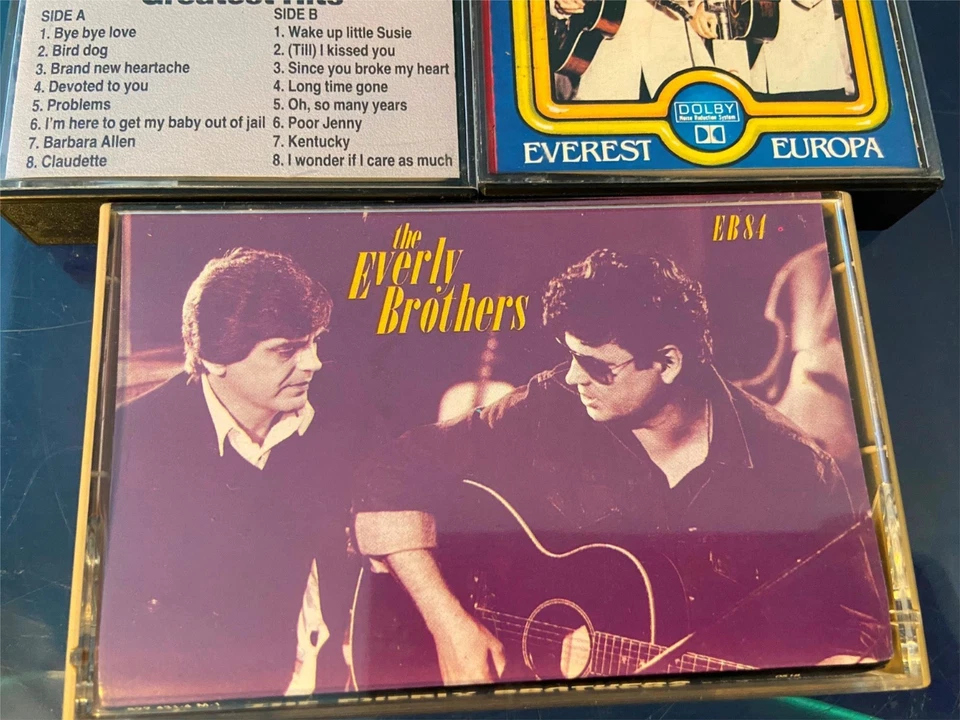 Greatest Hits
SIDE A
1. Bye bye love
2. Bird dog
3. Brand new heartache
4. Devoted to you
5. Problems
6. I'm here to get my baby out of jail
7. Barbara Allen
8. Claudette
SIDE B
1. Wake up little Susie
2. (Till) I kissed you
3. Since you broke my heart
4. Long time gone
5. Oh, so many years
6. Poor Jenny
7. Kentucky
8. I wonder if I care as much
DOLBY
Noise Reduction System
EVEREST EUROPA
the
Everly
Brothers
EB 84